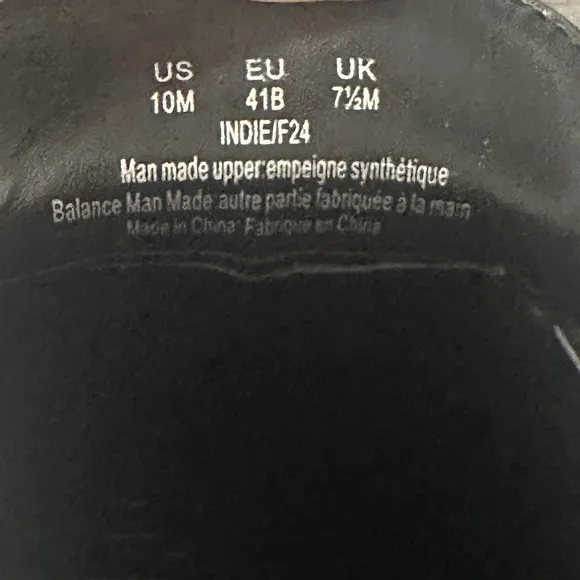 US EU UK
10M 41B 7½M
INDIE/F24
Man made upper:empeigne synthétique
Balance Man Made autre partie fabriquée à la main
Made in China Fabriqué en China